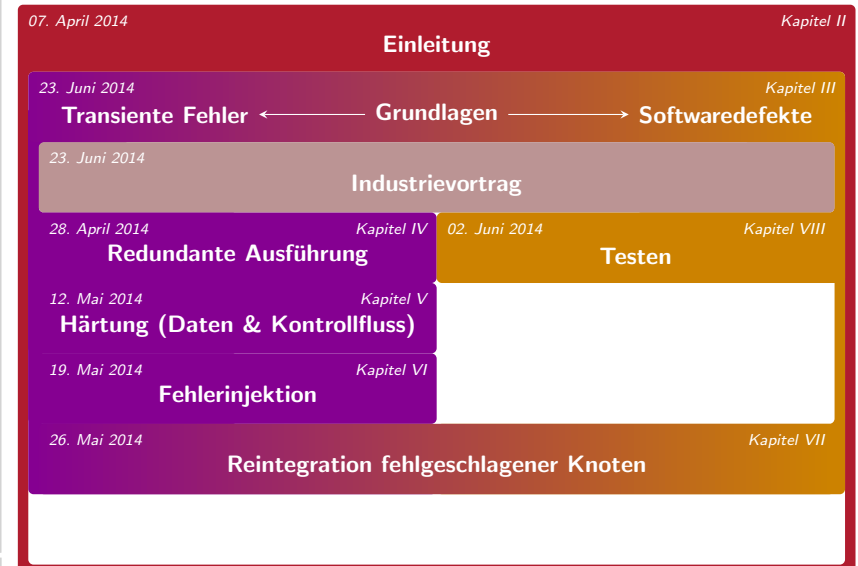 07. April 2014 Kapitel II
Einleitung
23. Juni 2014 Kapitel III
Transiente Fehler Grundlagen Softwaredefekte
23. Juni 2014
Industrievortrag
28. April 2014 Kapitel IV
Redundante Ausführung
02. Juni 2014 Kapitel VIII
Testen
12. Mai 2014 Kapitel V
Härtung (Daten & Kontrollfluss)
19. Mai 2014 Kapitel VI
Fehlerinjektion
26. Mai 2014 Kapitel VII
Reintegration fehlgeschlagener Knoten